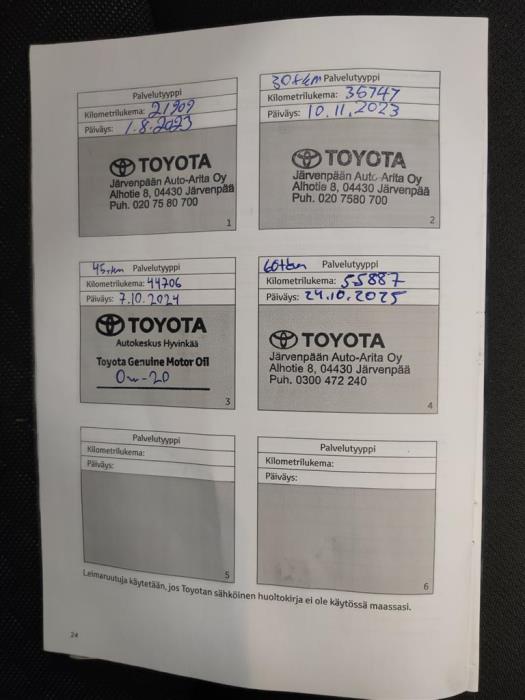 Palvelutyyppi
Kilometrilukema: 21909
Päiväys: 1.8.2023
TOYOTA
Järvenpään Auto-Arita Oy
Alhotie 8, 04430 Järvenpää
Puh. 020 75 80 700
1
30tkm Palvelutyyppi
Kilometrilukema: 36747
Päiväys: 10.11.2023
TOYOTA
Järvenpään Auto-Arita Oy
Alhotie 8, 04430 Järvenpää
Puh. 020 7580 700
2
45tkm Palvelutyyppi
Kilometrilukema: 44706
Päiväys: 7.10.2024
TOYOTA
Autokeskus Hyvinkää
Toyota Genuine Motor Oil
0w-20
3
60tkm Palvelutyyppi
Kilometrilukema: 55887
Päiväys: 24.10.2025
TOYOTA
Järvenpään Auto-Arita Oy
Alhotie 8, 04430 Järvenpää
Puh. 0300 472 240
4
Palvelutyyppi
Kilometrilukema:
Päiväys:
5
Palvelutyyppi
Kilometrilukema:
Päiväys:
6
Leimaruutuja käytetään, jos Toyotan sähköinen huoltokirja ei ole käytössä maassasi.
24